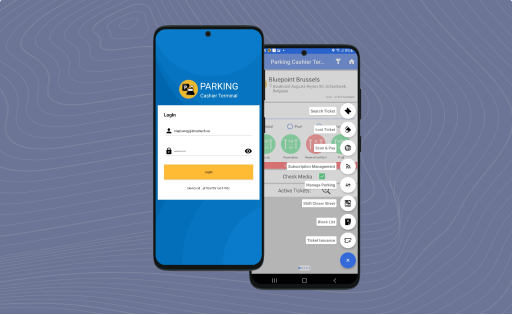 PARKING
Cashier Terminal
Login
Login
Parking Cashier Ter...
Bluepoint Brussels
Search Ticket
Lost Ticket
Scan & Pay
Subscription Management
Check Media
Manage Parking
Active Tickets:
Shift Closer Sheet
Black List
Ticket Issuance